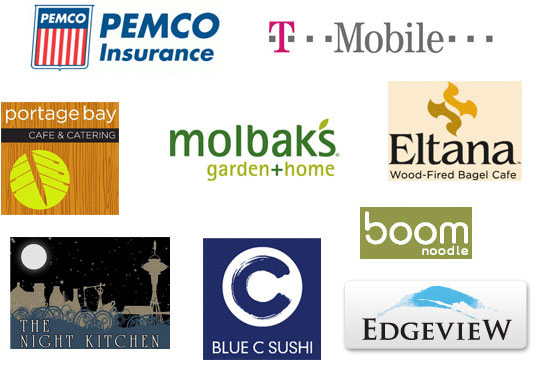 PEMCO
PEMCO
Insurance
T··Mobile···
portage bay
CAFE & CATERING
molbak's®
garden+home
Eltana™
Wood-Fired Bagel Cafe
boom
noodle
THE
NIGHT KITCHEN
BLUE C SUSHI
EDGEVIEW